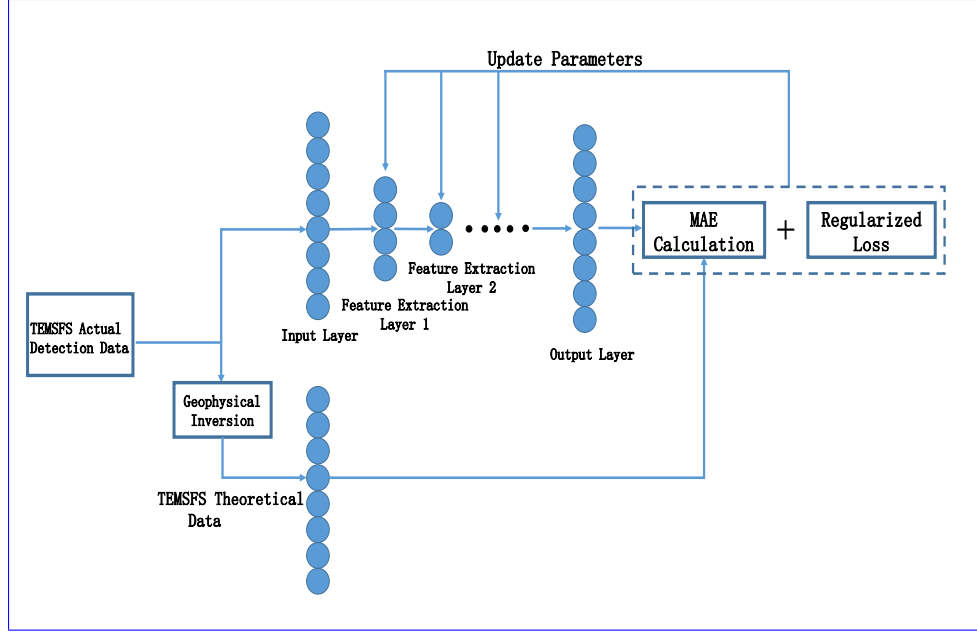 Update Parameters
MAE
Calculation
+
Regularized
Loss
Feature Extraction
Layer 2
Feature Extraction
Layer 1
Input Layer
Output Layer
TEMSFS Actual
Detection Data
Geophysical
Inversion
TEMSFS Theoretical
Data